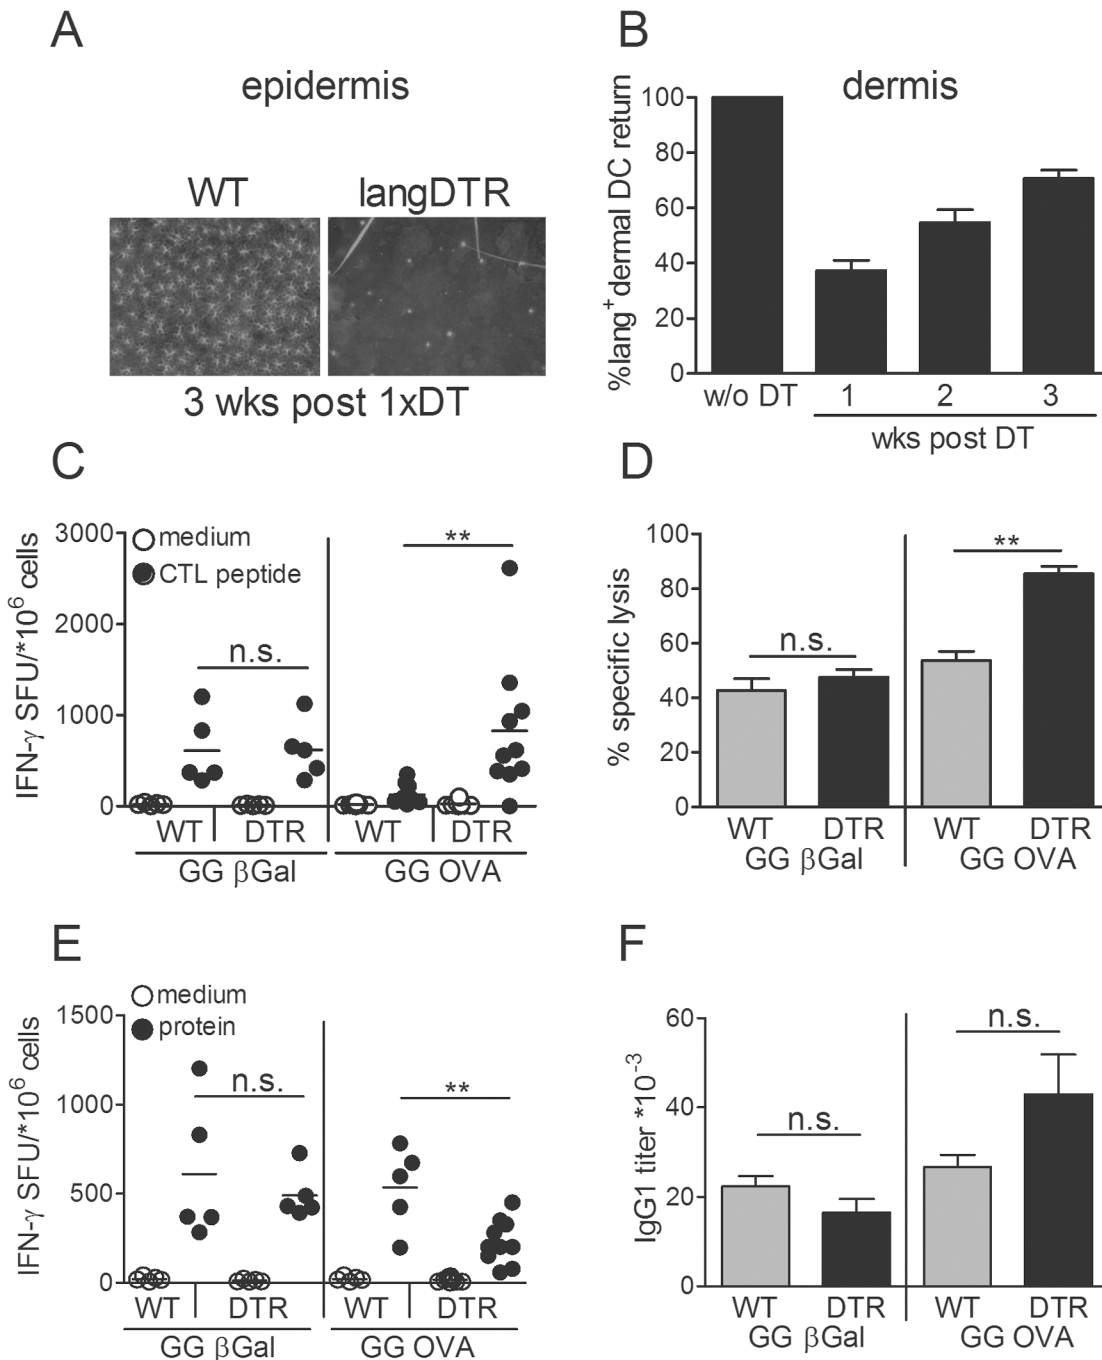 A
epidermis
WT langDTR
3 wks post 1xDT
B
dermis
%lang+ dermal DC return
100
80
60
40
20
0
w/o DT 1 2 3
wks post DT
C
IFN-γ SFU/*10^6 cells
3000
2000
1000
0
medium
CTL peptide
n.s.
**
WT DTR WT DTR
GG βGal GG OVA
D
% specific lysis
100
80
60
40
20
0
n.s.
**
WT DTR WT DTR
GG βGal GG OVA
E
IFN-γ SFU/*10^6 cells
1500
1000
500
0
medium
protein
n.s.
**
WT DTR WT DTR
GG βGal GG OVA
F
IgG1 titer *10^-3
60
40
20
0
n.s.
n.s.
WT DTR WT DTR
GG βGal GG OVA